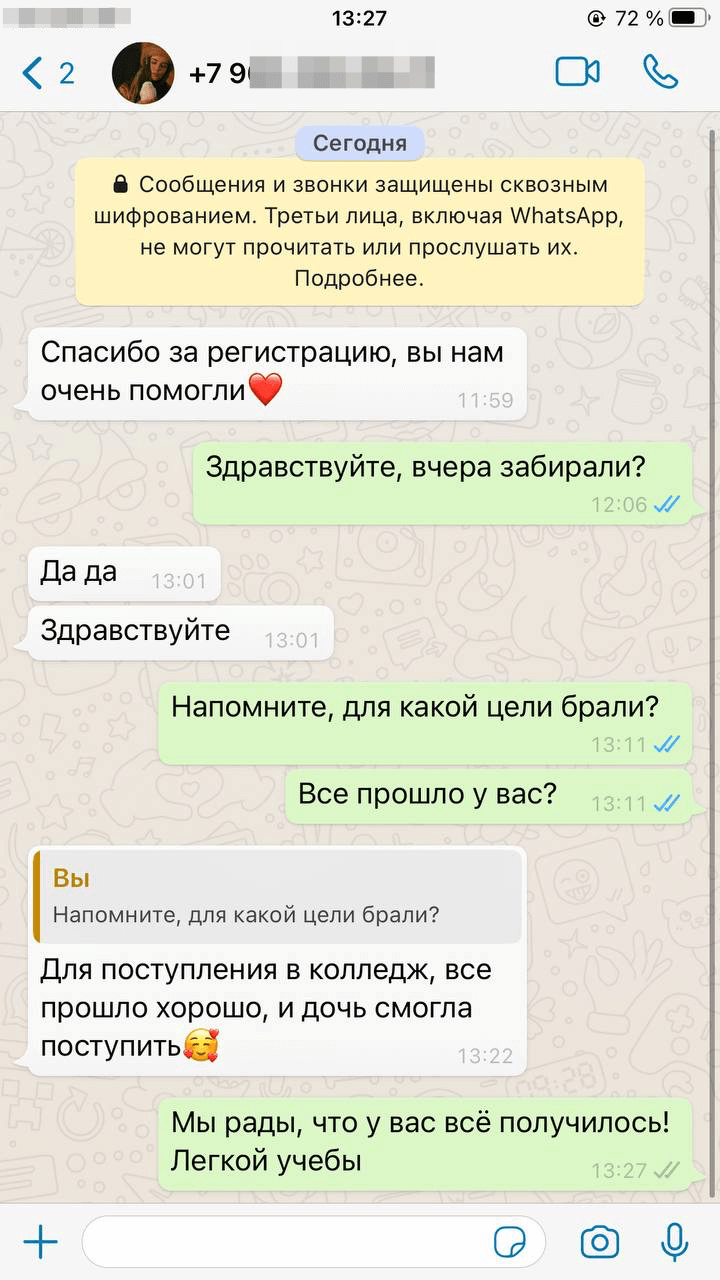 13:27
72 %
2
+7 9
Сегодня
Сообщения и звонки защищены сквозным
шифрованием. Третьи лица, включая WhatsApp,
не могут прочитать или прослушать их.
Подробнее.
Спасибо за регистрацию, вы нам
очень помогли❤️
11:59
Здравствуйте, вчера забирали?
12:06
Да да
13:01
Здравствуйте
13:01
Напомните, для какой цели брали?
13:11
Все прошло у вас?
13:11
Вы
Напомните, для какой цели брали?
Для поступления в колледж, все
прошло хорошо, и дочь смогла
поступить🥰
13:22
Мы рады, что у вас всё получилось!
Легкой учебы
13:27